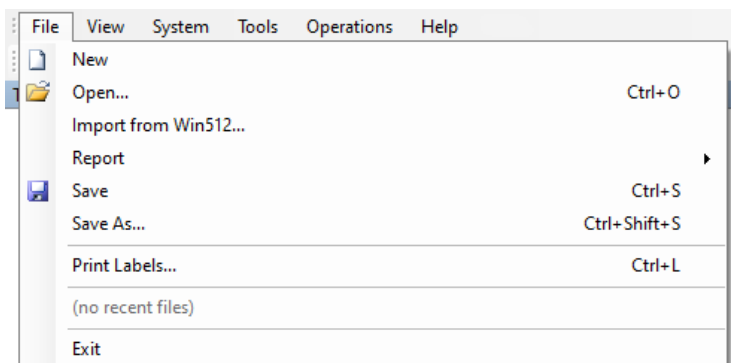 File View System Tools Operations Help
New
Open... Ctrl+O
Import from Win512...
Report
Save Ctrl+S
Save As... Ctrl+Shift+S
Print Labels... Ctrl+L
(no recent files)
Exit